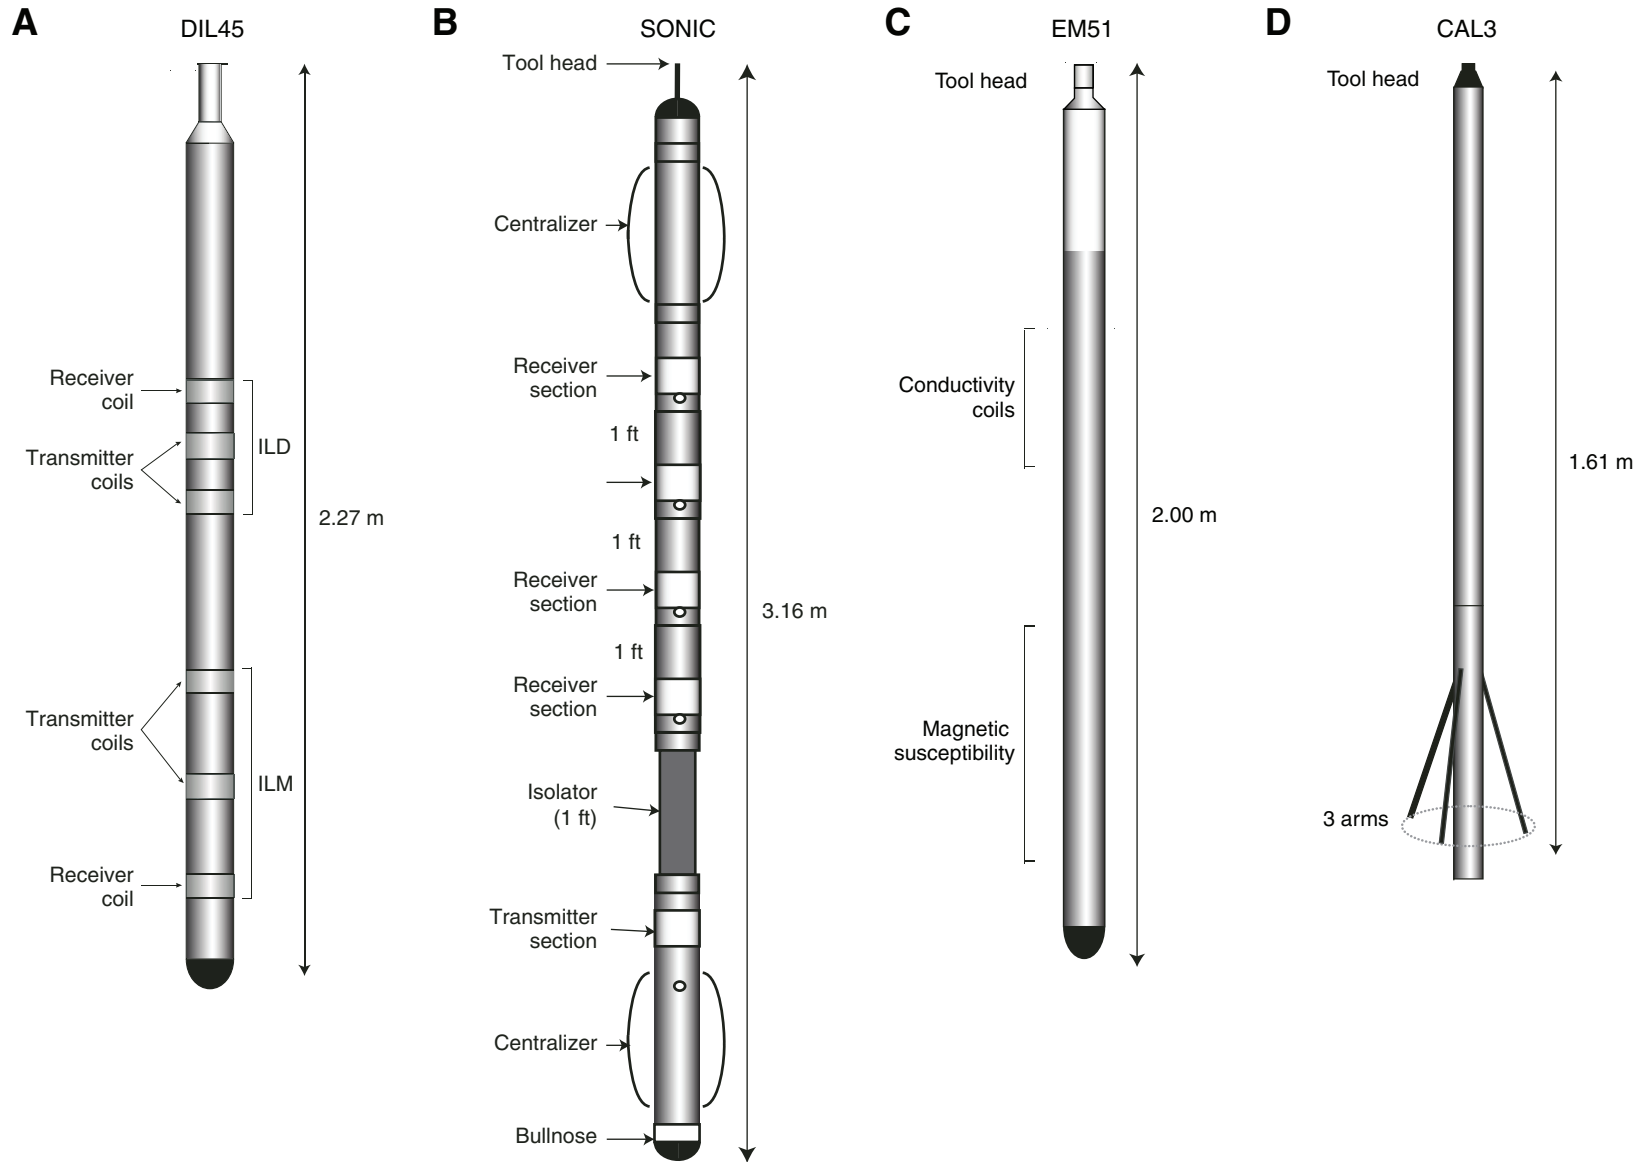 A
DIL45
Receiver
coil
Transmitter
coils
ILD
2.27 m
Transmitter
coils
ILM
Receiver
coil
B
SONIC
Tool head
Centralizer
Receiver
section
1 ft
1 ft
Receiver
section
3.16 m
1 ft
Receiver
section
Isolator
(1 ft)
Transmitter
section
Centralizer
Bullnose
C
EM51
Tool head
Conductivity
coils
2.00 m
Magnetic
susceptibility
D
CAL3
Tool head
1.61 m
3 arms